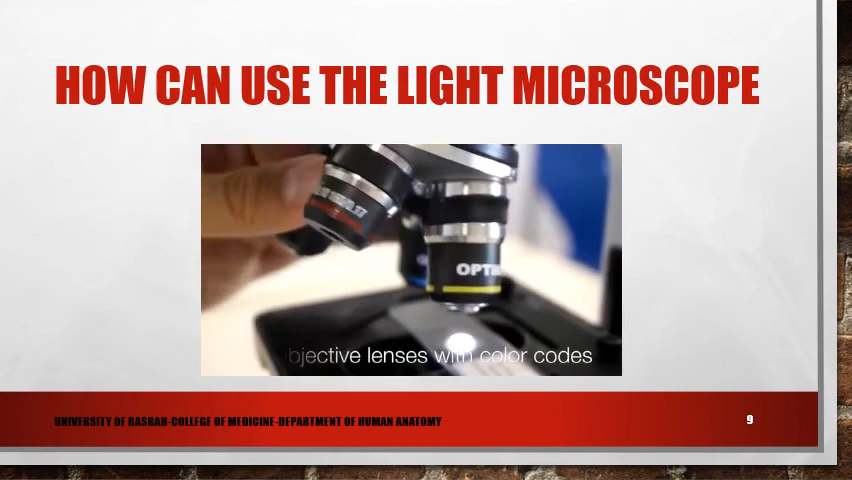 HOW CAN USE THE LIGHT MICROSCOPE
OPTI
bjective lenses with color codes
UNIVERSITY OF BASRAH-COLLEGE OF MEDICINE-DEPARTMENT OF HUMAN ANATOMY
9